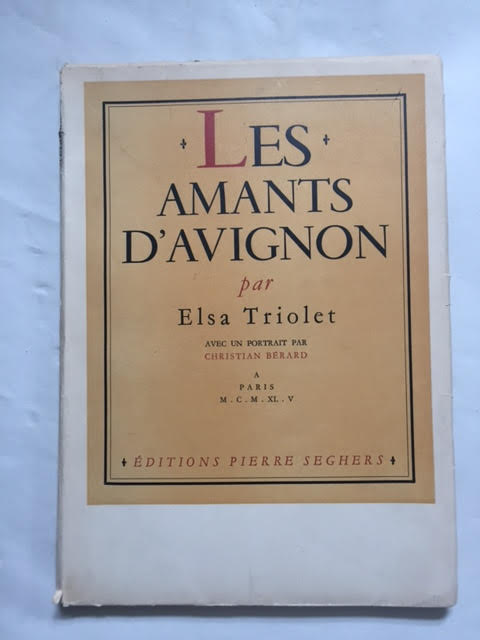 LES
AMANTS
D'AVIGNON
par
Elsa Triolet
AVEC UN PORTRAIT PAR
CHRISTIAN BÉRARD
A
PARIS
M.C.M.XL.V
ÉDITIONS PIERRE SEGHERS